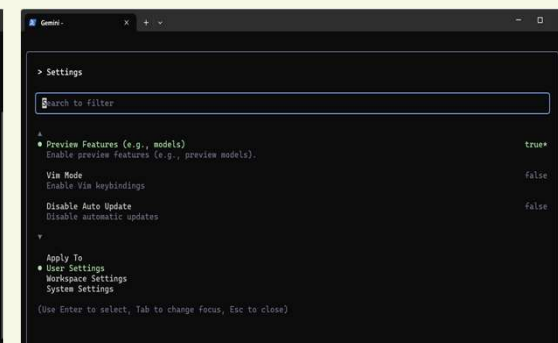 Gemini -
> Settings
Search to filter
Preview Features (e.g., models) true*
Enable preview features (e.g., preview models).
Vim Mode false
Enable Vim keybindings
Disable Auto Update false
Disable automatic updates
Apply To
User Settings
Workspace Settings
System Settings
(Use Enter to select, Tab to change focus, Esc to close)